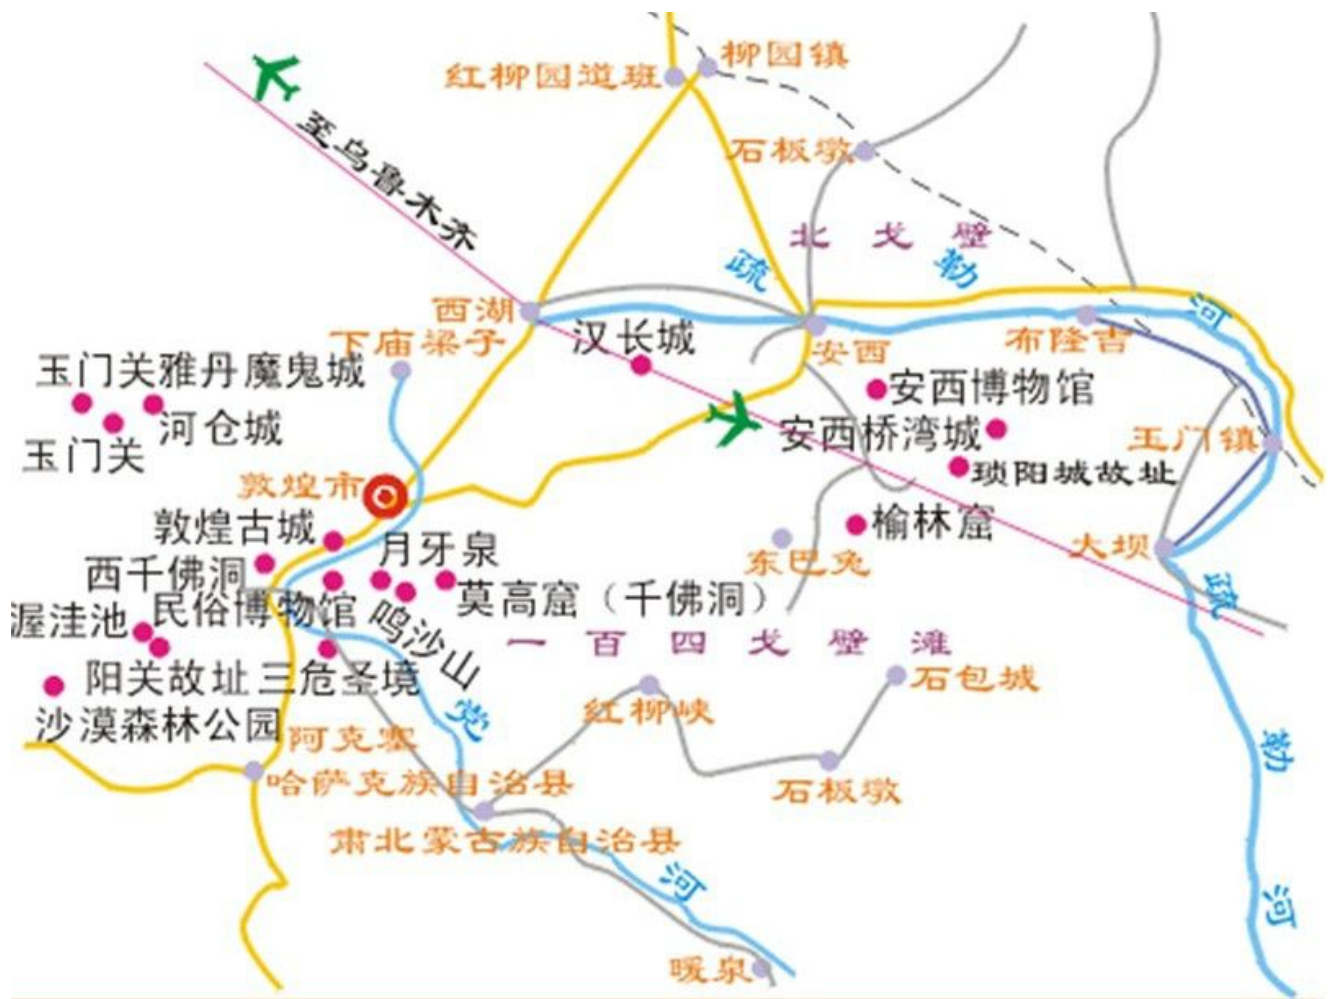 柳园镇
红柳园道班
至乌鲁木齐
石板墩
北戈壁
疏勒河
西湖
下庙梁子
汉长城
安西
布隆吉
玉门关雅丹魔鬼城
河仓城
玉门关
安西博物馆
安西桥湾城
玉门镇
琐阳城故址
敦煌市
敦煌古城
月牙泉
榆林窟
东巴兔
大坝
西千佛洞
莫高窟（千佛洞）
渥洼池
民俗博物馆
鸣沙山
一百四戈壁滩
疏勒河
阳关故址
三危圣境
石包城
沙漠森林公园
红柳峡
党河
阿克塞
哈萨克族自治县
石板墩
肃北蒙古族自治县
暖泉